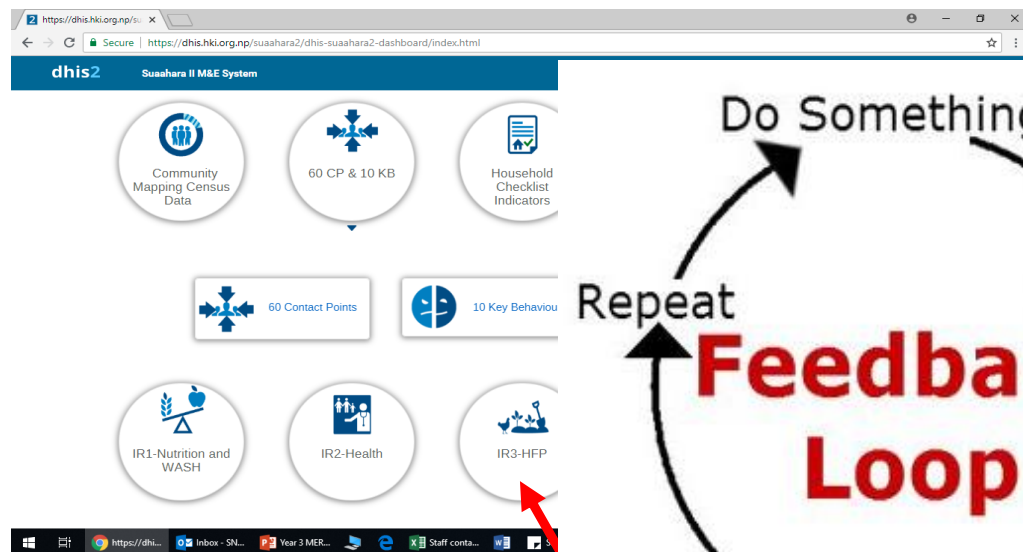 https://dhis.hki.org.np/su
Secure | https://dhis.hki.org.np/suaahara2/dhis-suaahara2-dashboard/index.html
dhis2 Suaahara II M&E System
Community
Mapping Census
Data
60 CP & 10 KB
Household
Checklist
Indicators
60 Contact Points
10 Key Behaviou
IR1-Nutrition and
WASH
IR2-Health
IR3-HFP
https://dhi...
Inbox - SN...
Year 3 MER...
Staff conta...
Do Something
Repeat
Feedba
Loop